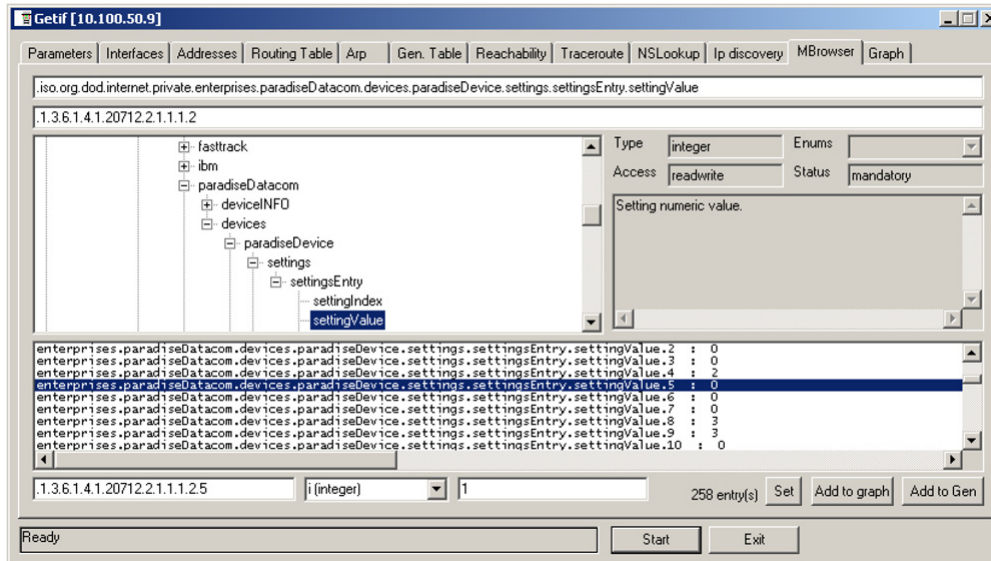 Getif [10.100.50.9]
Parameters Interfaces Addresses Routing Table Arp Gen. Table Reachability Traceroute NSLookup Ip discovery MBrowser Graph
.iso.org.dod.internet.private.enterprises.paradiseDatacom.devices.paradiseDevice.settings.settingsEntry.settingValue
.1.3.6.1.4.1.20712.2.1.1.1.2
fasttrack
ibm
paradiseDatacom
deviceINFO
devices
paradiseDevice
settings
settingsEntry
settingIndex
settingValue
Type integer Enums
Access readwrite Status mandatory
Setting numeric value.
enterprises.paradiseDatacom.devices.paradiseDevice.settings.settingsEntry.settingValue.2 : 0
enterprises.paradiseDatacom.devices.paradiseDevice.settings.settingsEntry.settingValue.3 : 0
enterprises.paradiseDatacom.devices.paradiseDevice.settings.settingsEntry.settingValue.4 : 2
enterprises.paradiseDatacom.devices.paradiseDevice.settings.settingsEntry.settingValue.5 : 0
enterprises.paradiseDatacom.devices.paradiseDevice.settings.settingsEntry.settingValue.6 : 0
enterprises.paradiseDatacom.devices.paradiseDevice.settings.settingsEntry.settingValue.7 : 0
enterprises.paradiseDatacom.devices.paradiseDevice.settings.settingsEntry.settingValue.8 : 3
enterprises.paradiseDatacom.devices.paradiseDevice.settings.settingsEntry.settingValue.9 : 3
enterprises.paradiseDatacom.devices.paradiseDevice.settings.settingsEntry.settingValue.10 : 0
.1.3.6.1.4.1.20712.2.1.1.1.2.5 i (integer) 1 258 entry(s) Set Add to graph Add to Gen
Ready Start Exit